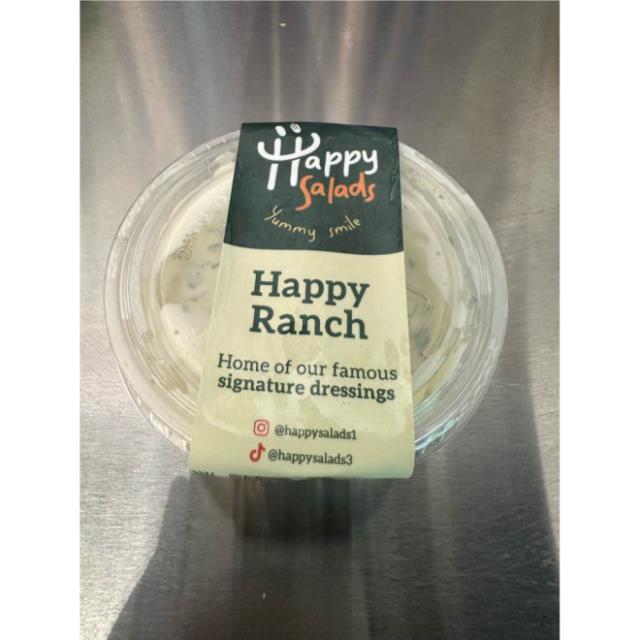 Happy
Salads
Yummy smile
Happy
Ranch
Home of our famous
signature dressings
@happysalads1
@happysalads3